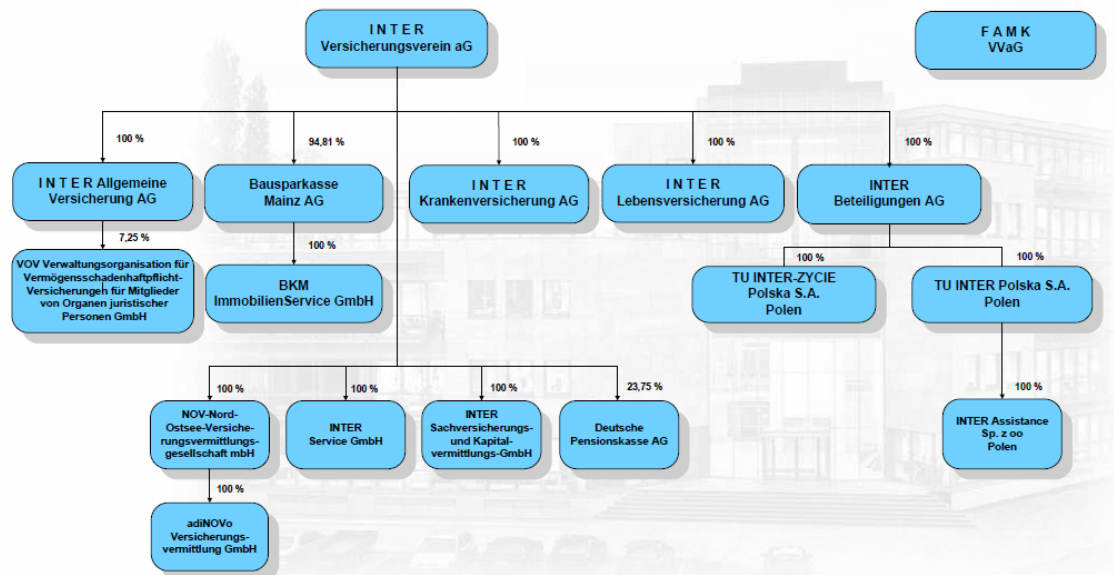 I N T E R
Versicherungsverein aG
F A M K
VVaG
100 %
94,81 %
100 %
100 %
100 %
I N T E R Allgemeine
Versicherung AG
Bausparkasse
Mainz AG
I N T E R
Krankenversicherung AG
I N T E R
Lebensversicherung AG
INTER
Beteiligungen AG
7,25 %
100 %
100 %
100 %
VOV Verwaltungsorganisation für
Vermögensschadenhaftpflicht-
Versicherungen für Mitglieder
von Organen juristischer
Personen GmbH
BKM
ImmobilienService GmbH
TU INTER-ZYCIE
Polska S.A.
Polen
TU INTER Polska S.A.
Polen
100 %
100 %
100 %
23,75 %
100 %
NOV-Nord-
Ostsee-Versiche-
rungsvermittlungs-
gesellschaft mbH
INTER
Service GmbH
INTER
Sachversicherungs-
und Kapital-
vermittlungs-GmbH
Deutsche
Pensionskasse AG
INTER Assistance
Sp. z oo
Polen
100 %
adiNOVo
Versicherungs-
vermittlung GmbH